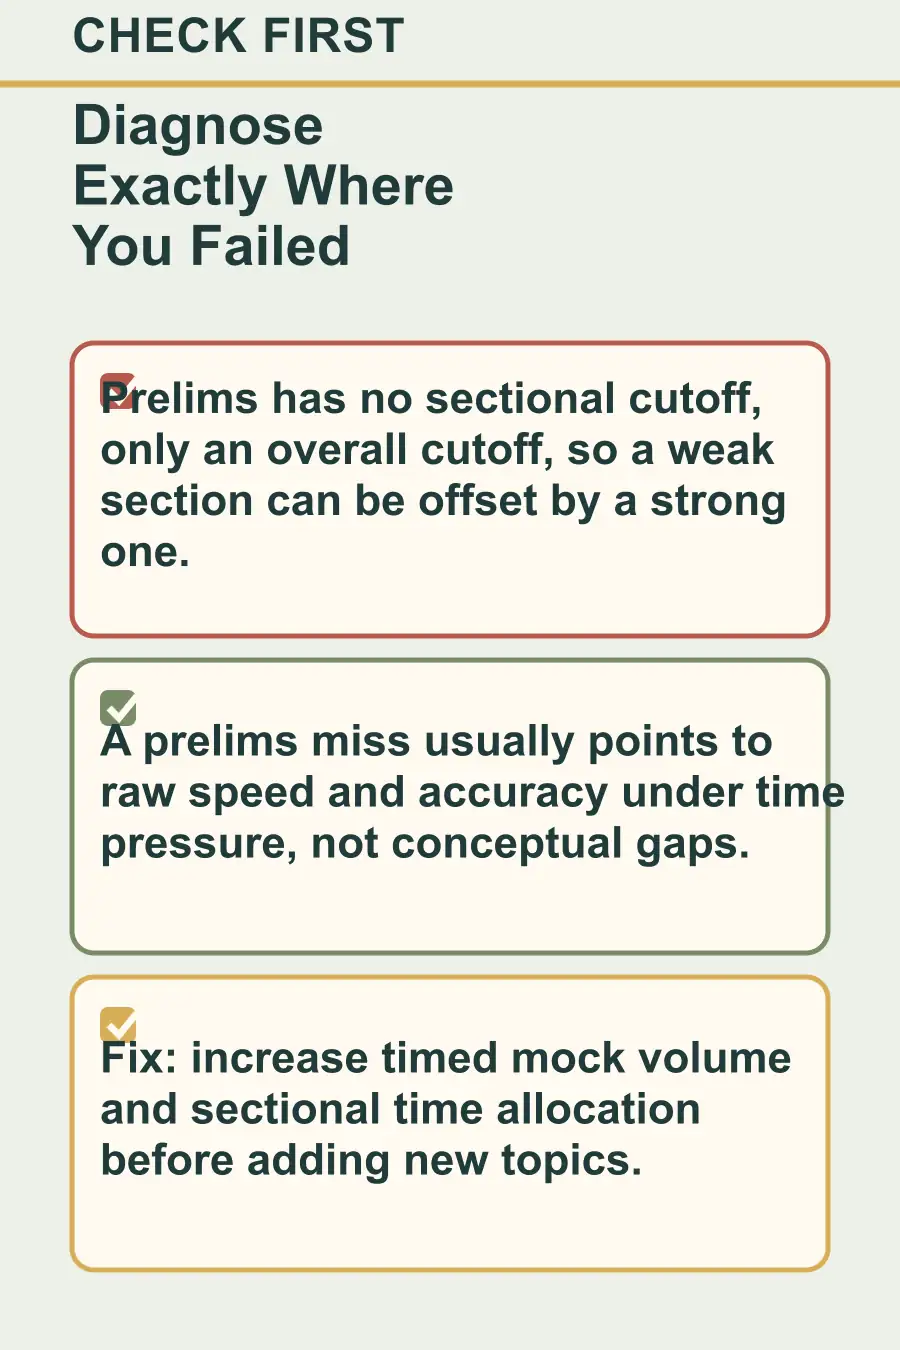 CHECK FIRST
Diagnose
Exactly Where
You Failed
Prelims has no sectional cutoff,
only an overall cutoff, so a weak
section can be offset by a strong
one.
A prelims miss usually points to
raw speed and accuracy under time
pressure, not conceptual gaps.
Fix: increase timed mock volume
and sectional time allocation
before adding new topics.